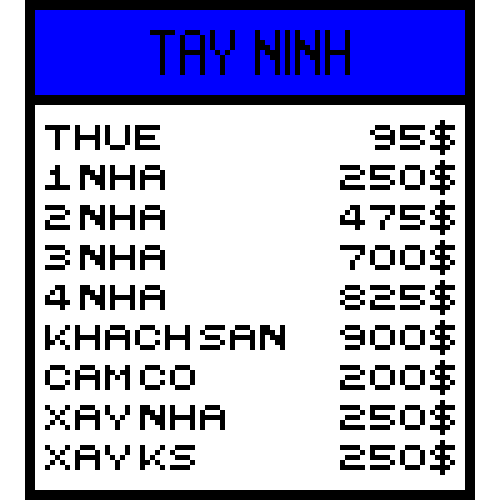 TAY NINH
THUE 95$
1 NHA 250$
2 NHA 475$
3 NHA 700$
4 NHA 825$
KHACH SAN 900$
CAM CO 200$
XAY NHA 250$
XAY KS 250$